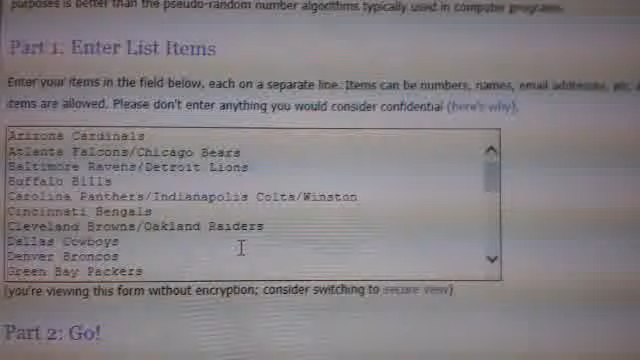 purposes is better than the pseudo-random number algorithms typically used in computer programs.
Part 1: Enter List Items
Enter your items in the field below, each on a separate line. Items can be numbers, names, email addresses, etc.
items are allowed. Please don't enter anything you would consider confidential (here's why).
Arizona Cardinals
Atlanta Falcons/Chicago Bears
Baltimore Ravens/Detroit Lions
Buffalo Bills
Carolina Panthers/Indianapolis Colts/Winston
Cincinnati Bengals
Cleveland Browns/Oakland Raiders
Dallas Cowboys
Denver Broncos
Green Bay Packers
(you're viewing this form without encryption; consider switching to secure view)
Part 2: Go!